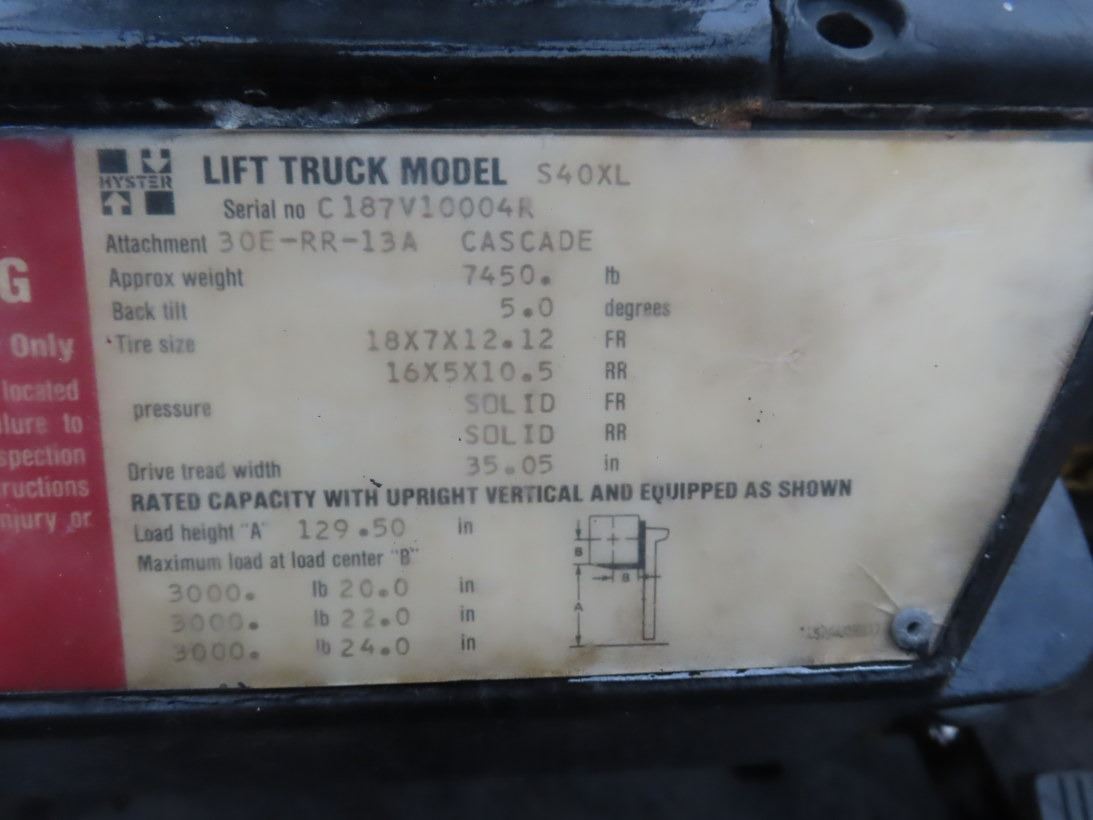 G
Only
located
lure to
spection
ructions
njury or
HYSTER LIFT TRUCK MODEL S40XL
Serial no C187V10004R
Attachment 30E-RR-13A CASCADE
Approx weight 7450. lb
Back tilt 5.0 degrees
Tire size 18X7X12.12 FR
16X5X10.5 RR
pressure SOLID FR
SOLID RR
Drive tread width 35.05 in
RATED CAPACITY WITH UPRIGHT VERTICAL AND EQUIPPED AS SHOWN
Load height "A" 129.50 in
Maximum load at load center "B"
3000. lb 20.0 in
3000. lb 22.0 in
3000. lb 24.0 in
B
B
A